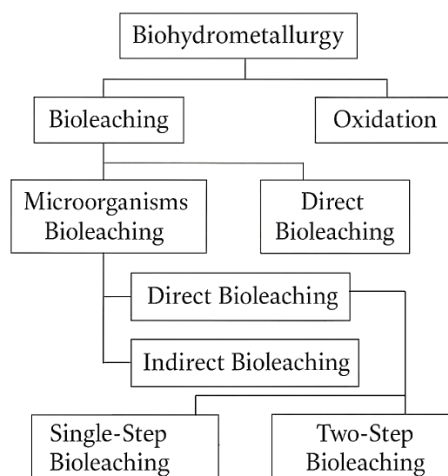 Biohydrometallurgy
Bioleaching
Oxidation
Microorganisms
Bioleaching
Direct
Bioleaching
Direct Bioleaching
Indirect Bioleaching
Single-Step
Bioleaching
Two-Step
Bioleaching